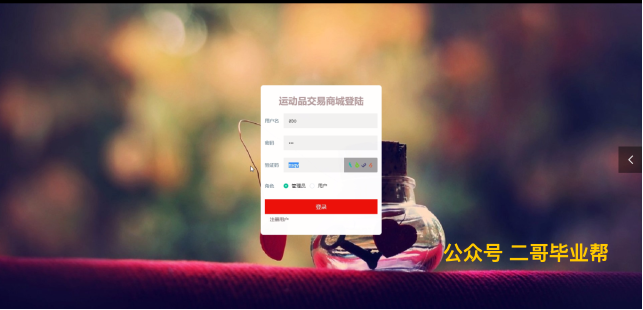 运动品交易商城登陆
用户名
密码
验证码
角色 管理员 用户
登录
注册用户
公众号 二哥毕业帮